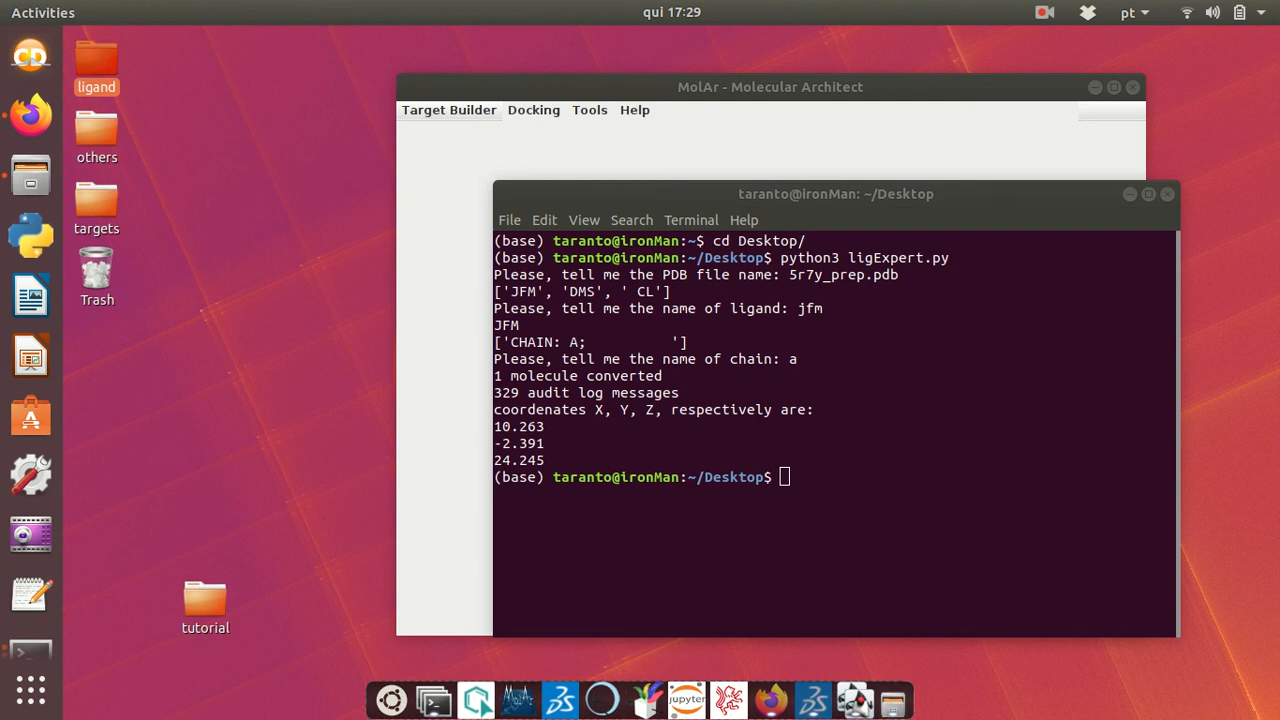 Activities
qui 17:29
pt
ligand
others
targets
Trash
tutorial
MolAr - Molecular Architect
Target Builder Docking Tools Help
taranto@ironMan: ~/Desktop
File Edit View Search Terminal Help
(base) taranto@ironMan:~$ cd Desktop/
(base) taranto@ironMan:~/Desktop$ python3 ligExpert.py
Please, tell me the PDB file name: 5r7y_prep.pdb
['JFM', 'DMS', ' CL']
Please, tell me the name of ligand: jfm
JFM
['CHAIN: A;          ']
Please, tell me the name of chain: a
1 molecule converted
329 audit log messages
coordenates X, Y, Z, respectively are:
10.263
-2.391
24.245
(base) taranto@ironMan:~/Desktop$
MolAr
jupyter